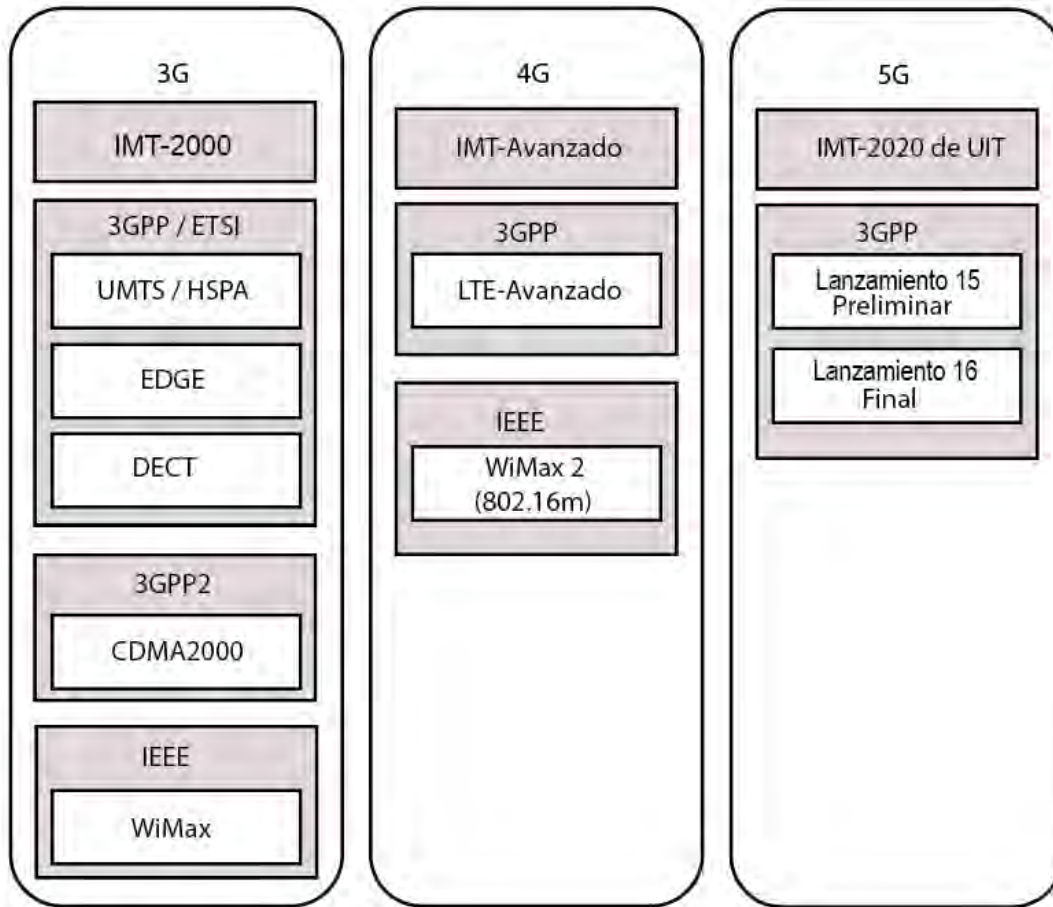 3G
IMT-2000
3GPP / ETSI
UMTS / HSPA
EDGE
DECT
3GPP2
CDMA2000
IEEE
WiMax
4G
IMT-Avanzado
3GPP
LTE-Avanzado
IEEE
WiMax 2
(802.16m)
5G
IMT-2020 de UIT
3GPP
Lanzamiento 15
Preliminar
Lanzamiento 16
Final